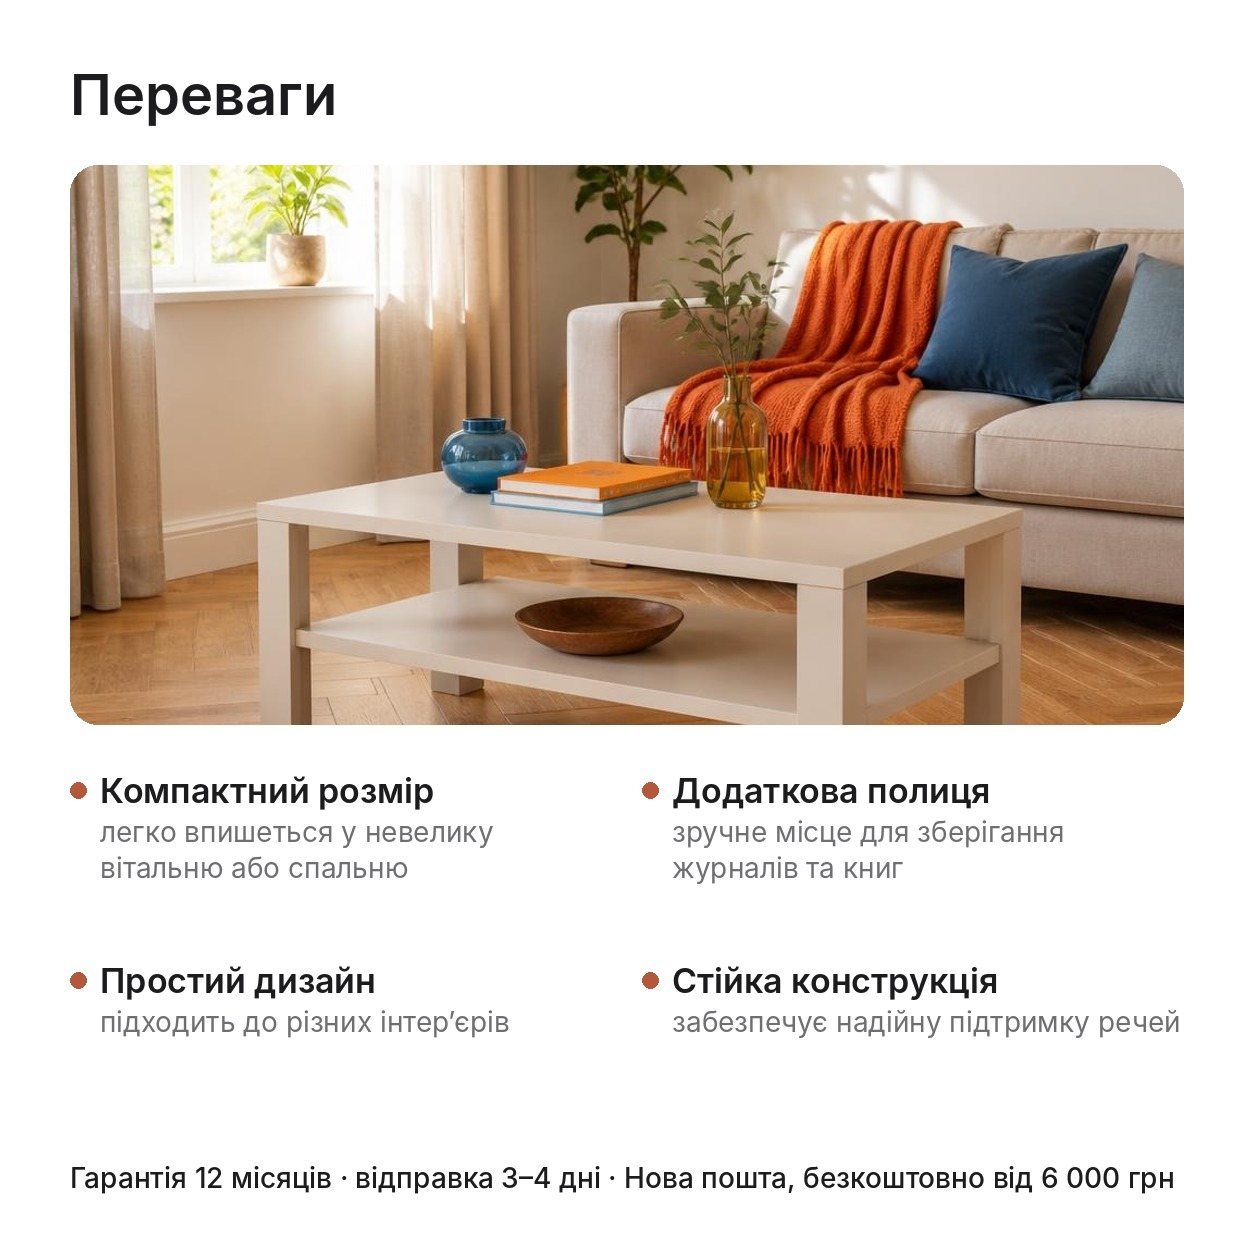 Переваги
Компактний розмір
легко впишеться у невелику
вітальню або спальню
Додаткова полиця
зручне місце для зберігання
журналів та книг
Простий дизайн
підходить до різних інтер’єрів
Стійка конструкція
забезпечує надійну підтримку речей
Гарантія 12 місяців · відправка 3–4 дні · Нова пошта, безкоштовно від 6 000 грн